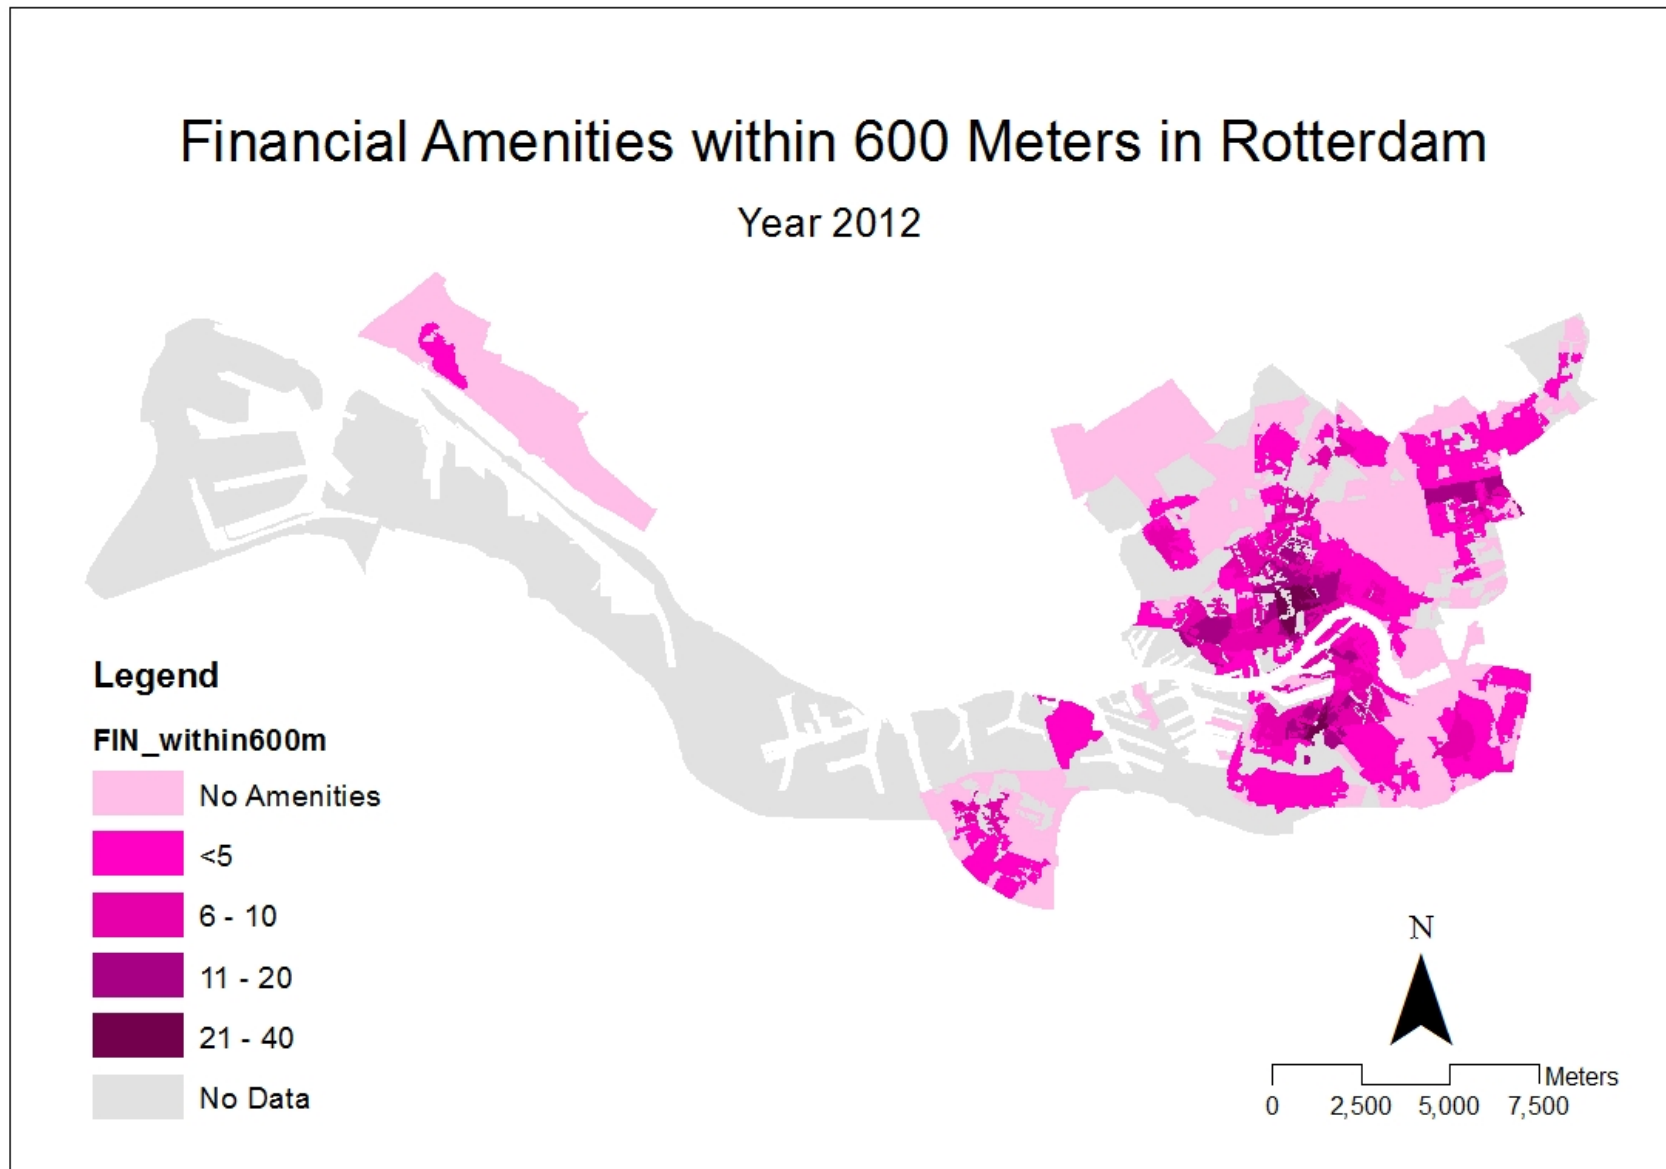 Financial Amenities within 600 Meters in Rotterdam
Year 2012
Legend
FIN_within600m
No Amenities
<5
6 - 10
11 - 20
21 - 40
No Data
N
Meters
0 2,500 5,000 7,500